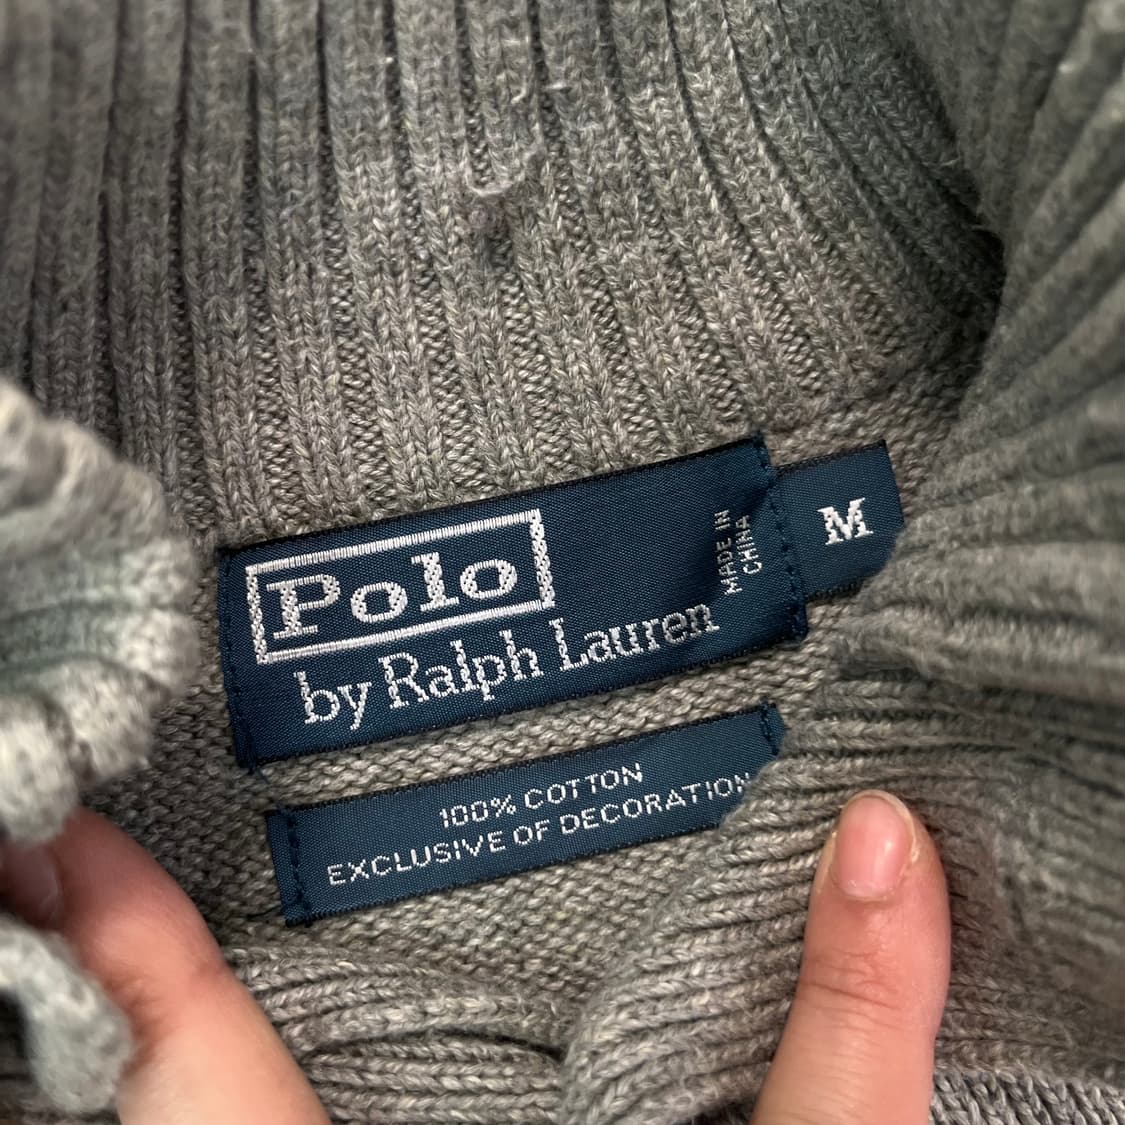 Polo
by Ralph Lauren
MADE IN
CHINA
M
100% COTTON
EXCLUSIVE OF DECORATION